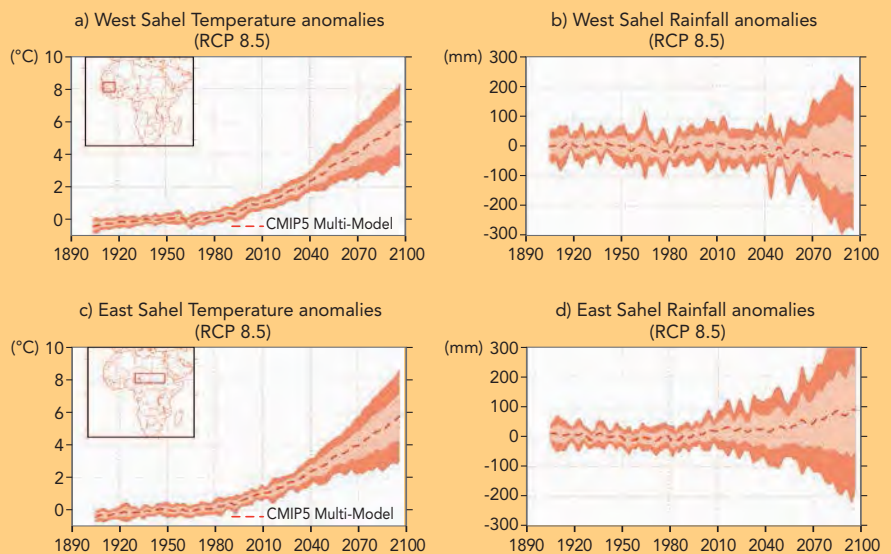 a) West Sahel Temperature anomalies
(RCP 8.5)
(°C)
10
8
6
4
2
0
CMIP5 Multi-Model
1890 1920 1950 1980 2010 2040 2070 2100
b) West Sahel Rainfall anomalies
(RCP 8.5)
(mm)
300
200
100
0
-100
-200
-300
1890 1920 1950 1980 2010 2040 2070 2100
c) East Sahel Temperature anomalies
(RCP 8.5)
(°C)
10
8
6
4
2
0
CMIP5 Multi-Model
1890 1920 1950 1980 2010 2040 2070 2100
d) East Sahel Rainfall anomalies
(RCP 8.5)
(mm)
300
200
100
0
-100
-200
-300
1890 1920 1950 1980 2010 2040 2070 2100